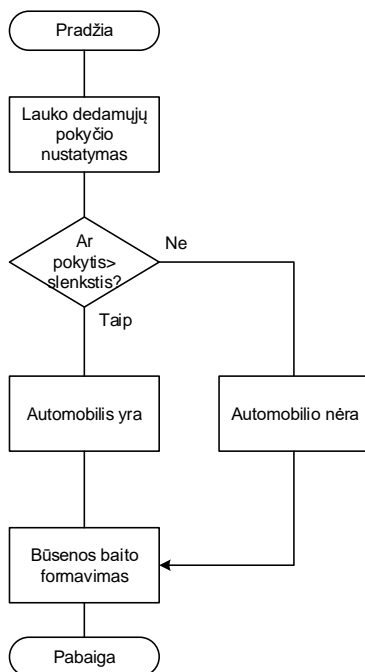 Pradžia
Lauko dedamųjų
pokyčio
nustatymas
Ar
pokytis>
slenkstis?
Ne
Taip
Automobilis yra
Automobilio nėra
Būsenos baito
formavimas
Pabaiga